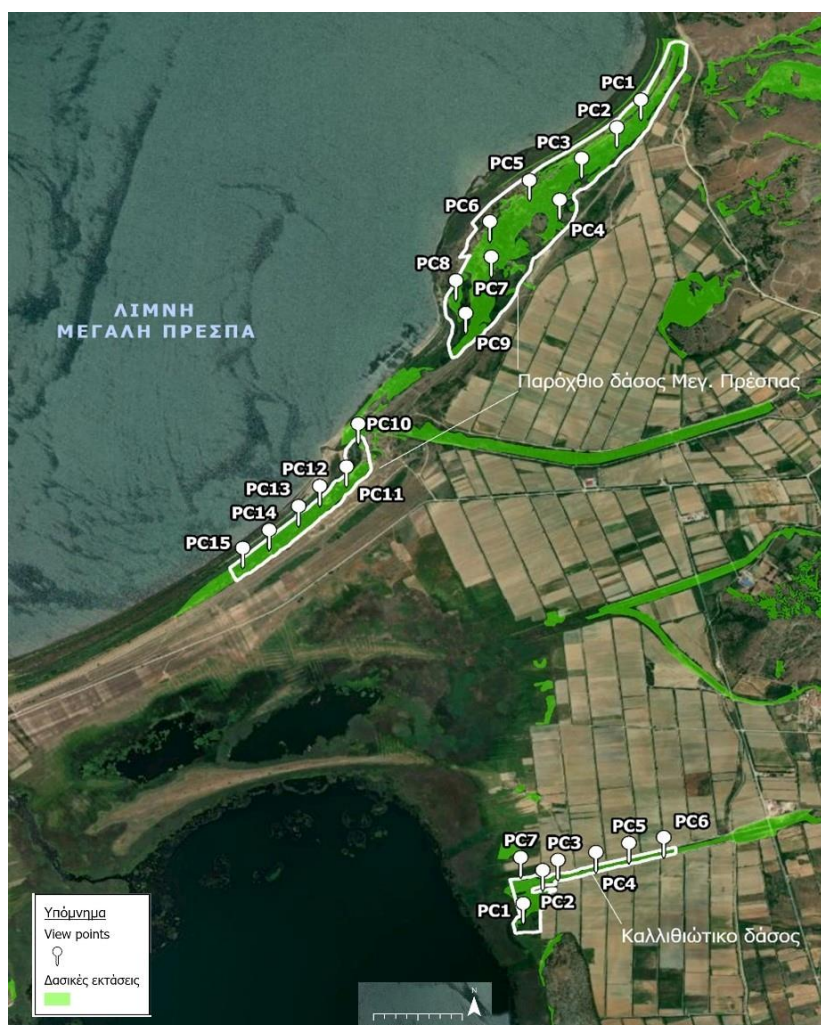 PC1
PC2
PC3
PC5
PC4
PC6
PC8
PC7
PC9
ΛΙΜΝΗ
ΜΕΓΑΛΗ ΠΡΕΣΠΑ
Παρόχθιο δάσος Μεγ. Πρέσπας
PC10
PC12
PC11
PC13
PC14
PC15
PC6
PC5
PC3
PC7
PC4
PC2
PC1
Καλλιθιώτικο δάσος
Υπόμνημα
View points
Δασικές εκτάσεις
N